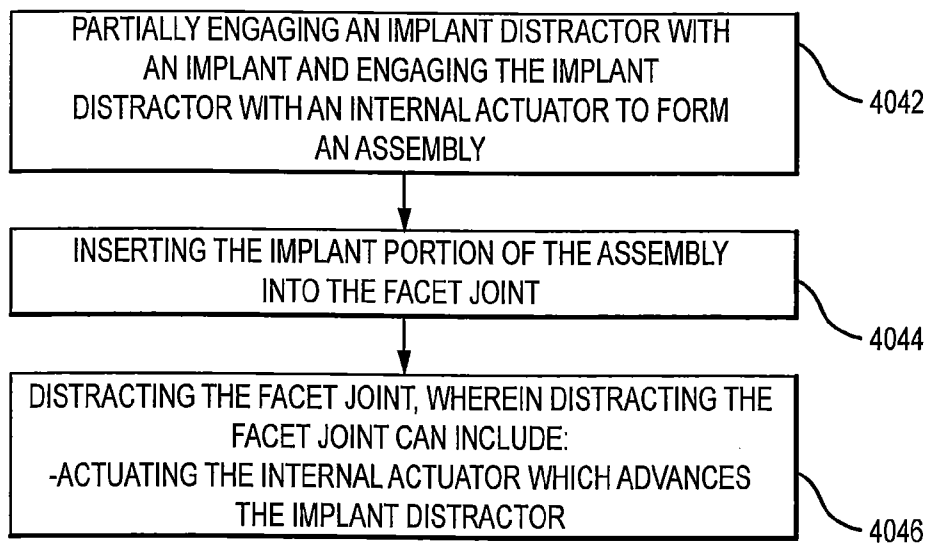 PARTIALLY ENGAGING AN IMPLANT DISTRACTOR WITH
AN IMPLANT AND ENGAGING THE IMPLANT
DISTRACTOR WITH AN INTERNAL ACTUATOR TO FORM
AN ASSEMBLY
4042
INSERTING THE IMPLANT PORTION OF THE ASSEMBLY
INTO THE FACET JOINT
4044
DISTRACTING THE FACET JOINT, WHEREIN DISTRACTING THE
FACET JOINT CAN INCLUDE:
-ACTUATING THE INTERNAL ACTUATOR WHICH ADVANCES
THE IMPLANT DISTRACTOR
4046